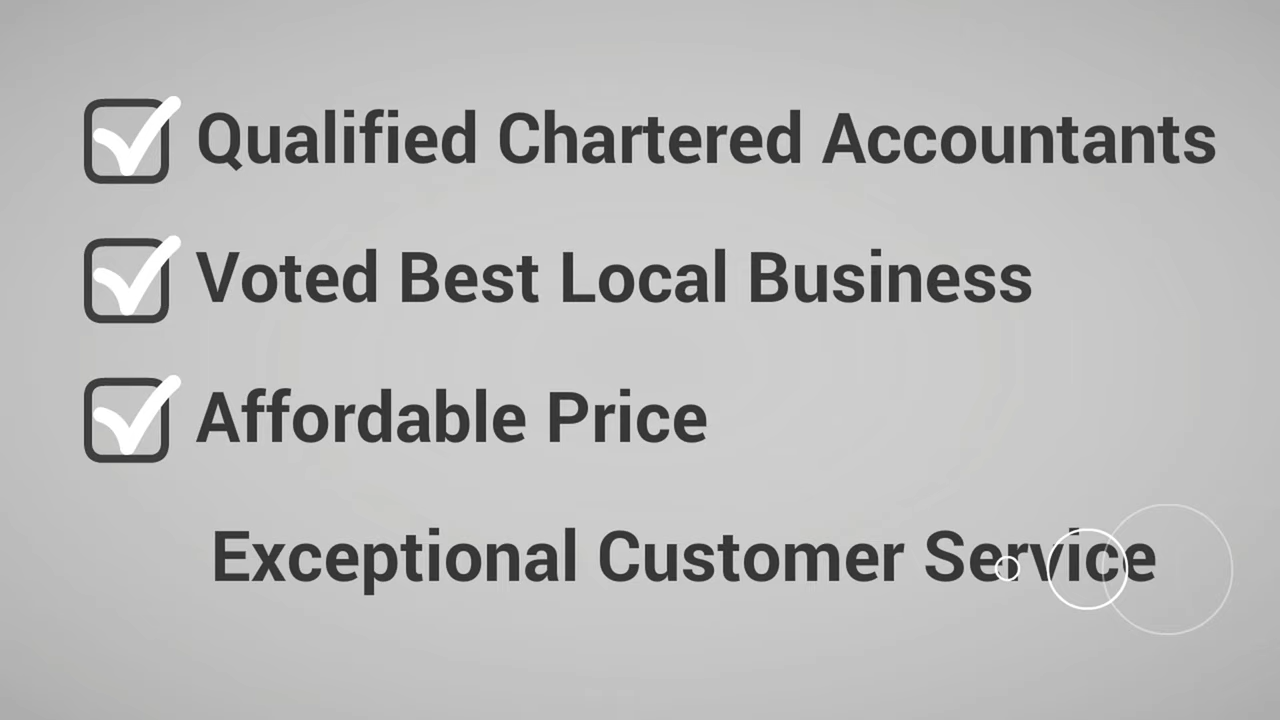 Qualified Chartered Accountants
Voted Best Local Business
Affordable Price
Exceptional Customer Service